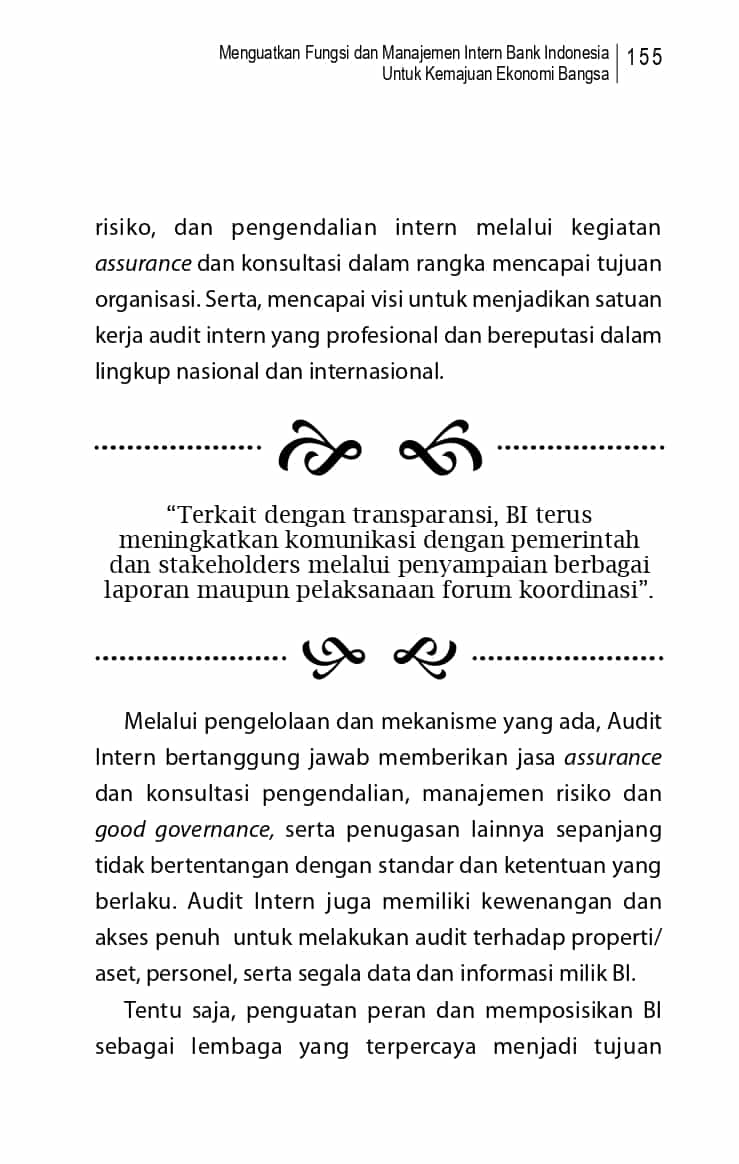 Menguatkan Fungsi dan Manajemen Intern Bank Indonesia
Untuk Kemajuan Ekonomi Bangsa
155
risiko, dan pengendalian intern melalui kegiatan
assurance dan konsultasi dalam rangka mencapai tujuan
organisasi. Serta, mencapai visi untuk menjadikan satuan
kerja audit intern yang profesional dan bereputasi dalam
lingkup nasional dan internasional.
“Terkait dengan transparansi, BI terus
meningkatkan komunikasi dengan pemerintah
dan stakeholders melalui penyampaian berbagai
laporan maupun pelaksanaan forum koordinasi”.
Melalui pengelolaan dan mekanisme yang ada, Audit
Intern bertanggung jawab memberikan jasa assurance
dan konsultasi pengendalian, manajemen risiko dan
good governance, serta penugasan lainnya sepanjang
tidak bertentangan dengan standar dan ketentuan yang
berlaku. Audit Intern juga memiliki kewenangan dan
akses penuh  untuk melakukan audit terhadap properti/
aset, personel, serta segala data dan informasi milik BI.
Tentu saja, penguatan peran dan memposisikan BI
sebagai lembaga yang terpercaya menjadi tujuan